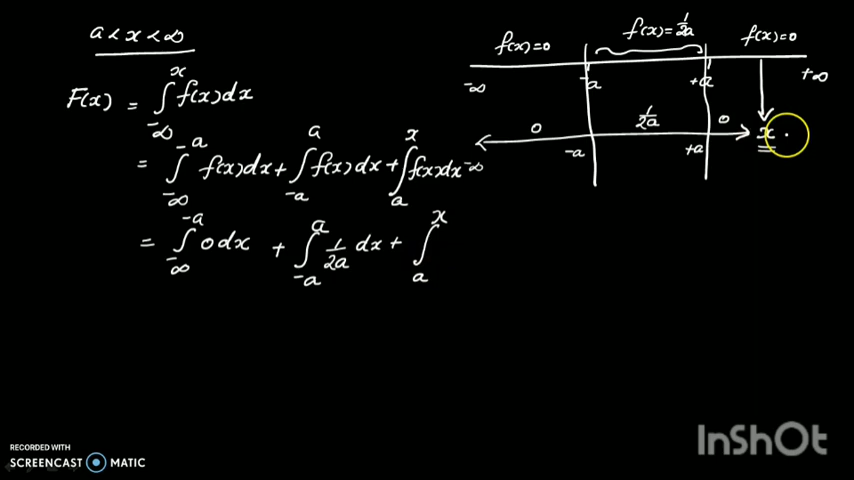 a < x < ∞
f(x)=0 f(x)=1/2a f(x)=0
-∞ -a +a +∞
F(x) = ∫_{-∞}^{x} f(x)dx
0 1/2a 0 x
-∞ -a +a
= ∫_{-∞}^{-a} f(x)dx + ∫_{-a}^{a} f(x)dx + ∫_{a}^{x} f(x)dx
= ∫_{-∞}^{-a} 0 dx + ∫_{-a}^{a} 1/2a dx + ∫_{a}^{x}
InShOt
RECORDED WITH
SCREENCAST MATIC